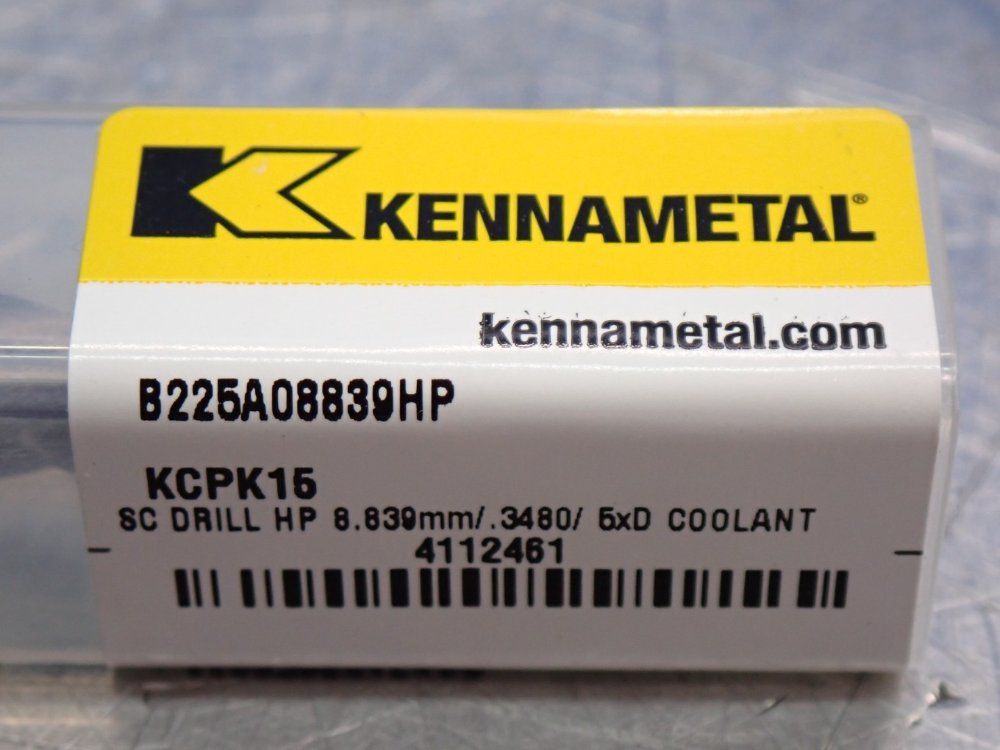 KENNAMETAL®
kennametal.com
B225A08839HP
KCPK15
SC DRILL HP 8.839mm/.3480/ 5xD COOLANT
4112461